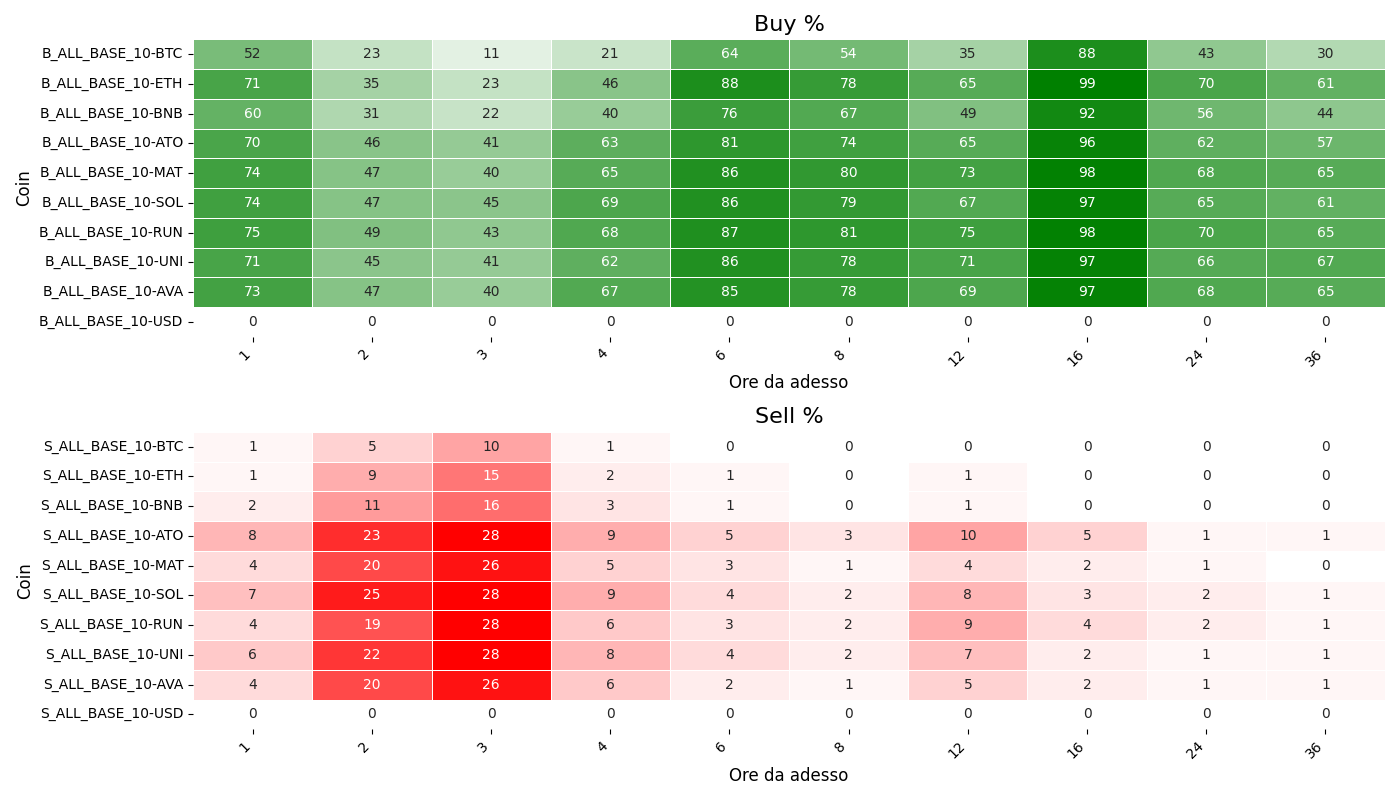 Buy %
Coin
B_ALL_BASE_10-BTC 52 23 11 21 64 54 35 88 43 30
B_ALL_BASE_10-ETH 71 35 23 46 88 78 65 99 70 61
B_ALL_BASE_10-BNB 60 31 22 40 76 67 49 92 56 44
B_ALL_BASE_10-ATO 70 46 41 63 81 74 65 96 62 57
B_ALL_BASE_10-MAT 74 47 40 65 86 80 73 98 68 65
B_ALL_BASE_10-SOL 74 47 45 69 86 79 67 97 65 61
B_ALL_BASE_10-RUN 75 49 43 68 87 81 75 98 70 65
B_ALL_BASE_10-UNI 71 45 41 62 86 78 71 97 66 67
B_ALL_BASE_10-AVA 73 47 40 67 85 78 69 97 68 65
B_ALL_BASE_10-USD 0 0 0 0 0 0 0 0 0 0
1 2 3 4 6 8 12 16 24 36
Ore da adesso
Sell %
Coin
S_ALL_BASE_10-BTC 1 5 10 1 0 0 0 0 0 0
S_ALL_BASE_10-ETH 1 9 15 2 1 0 1 0 0 0
S_ALL_BASE_10-BNB 2 11 16 3 1 0 1 0 0 0
S_ALL_BASE_10-ATO 8 23 28 9 5 3 10 5 1 1
S_ALL_BASE_10-MAT 4 20 26 5 3 1 4 2 1 0
S_ALL_BASE_10-SOL 7 25 28 9 4 2 8 3 2 1
S_ALL_BASE_10-RUN 4 19 28 6 3 2 9 4 2 1
S_ALL_BASE_10-UNI 6 22 28 8 4 2 7 2 1 1
S_ALL_BASE_10-AVA 4 20 26 6 2 1 5 2 1 1
S_ALL_BASE_10-USD 0 0 0 0 0 0 0 0 0 0
1 2 3 4 6 8 12 16 24 36
Ore da adesso